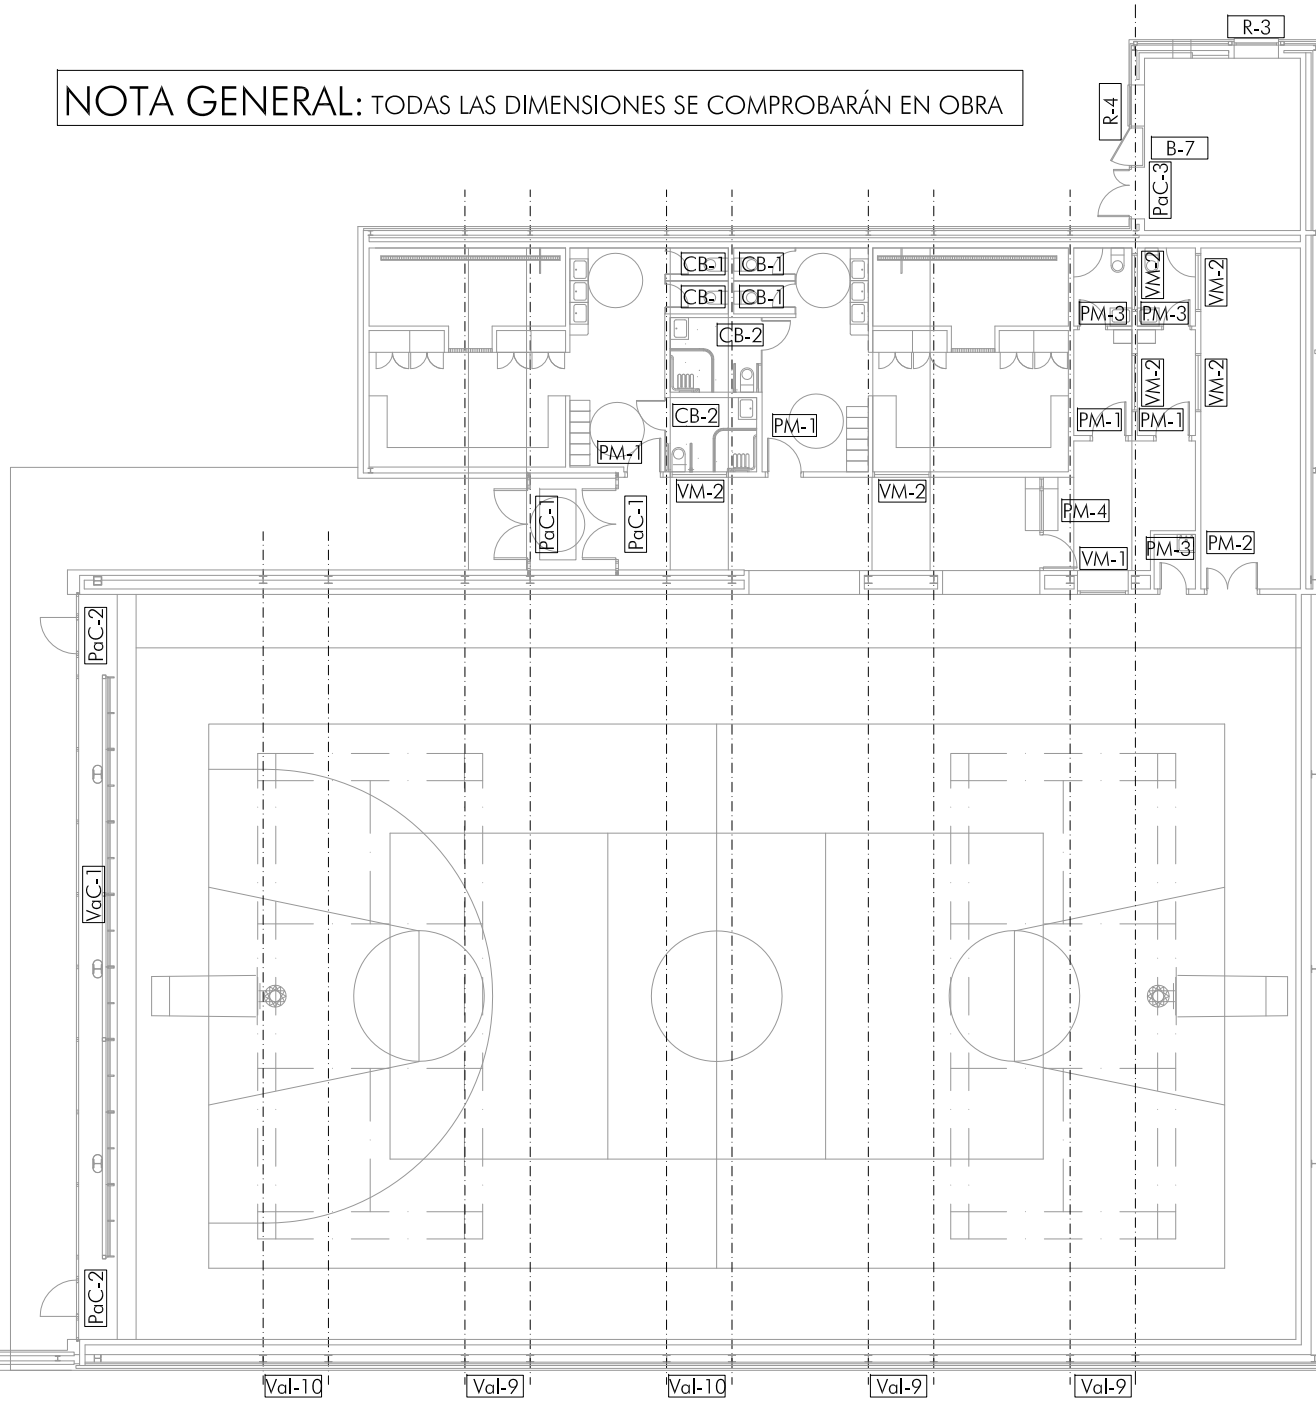 R-3
NOTA GENERAL: TODAS LAS DIMENSIONES SE COMPROBARÁN EN OBRA
R-4
B-7
PaC-3
CB-1
CB-1
VM-2
VM-2
CB-1
CB-1
PM-3
PM-3
CB-2
VM-2
VM-2
CB-2
PM-1
PM-1
PM-1
PM-1
VM-2
VM-2
PaC-1
PaC-1
PM-4
PM-3
PM-2
VM-1
PaC-2
VaC-1
PaC-2
Val-10
Val-9
Val-10
Val-9
Val-9